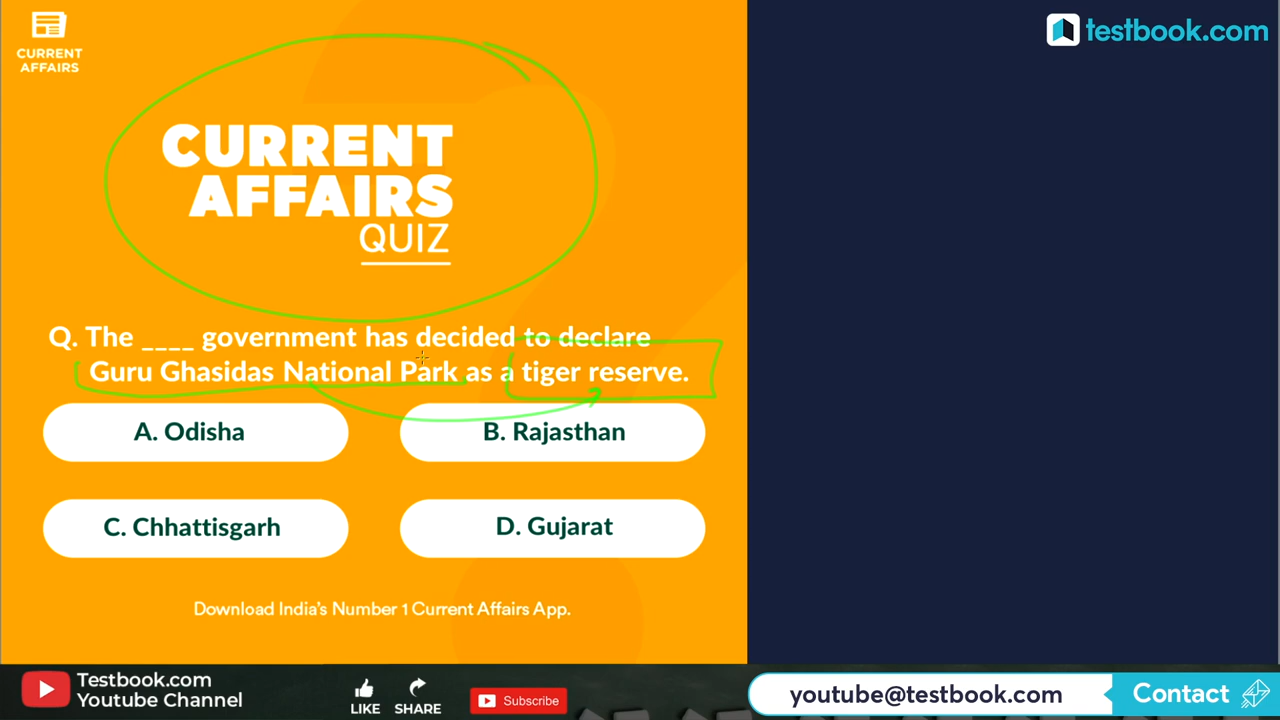 CURRENT
AFFAIRS
testbook.com
CURRENT
AFFAIRS
QUIZ
Q. The ____ government has decided to declare
Guru Ghasidas National Park as a tiger reserve.
A. Odisha
B. Rajasthan
C. Chhattisgarh
D. Gujarat
Download India's Number 1 Current Affairs App.
Testbook.com
Youtube Channel
LIKE
SHARE
Subscribe
youtube@testbook.com
Contact